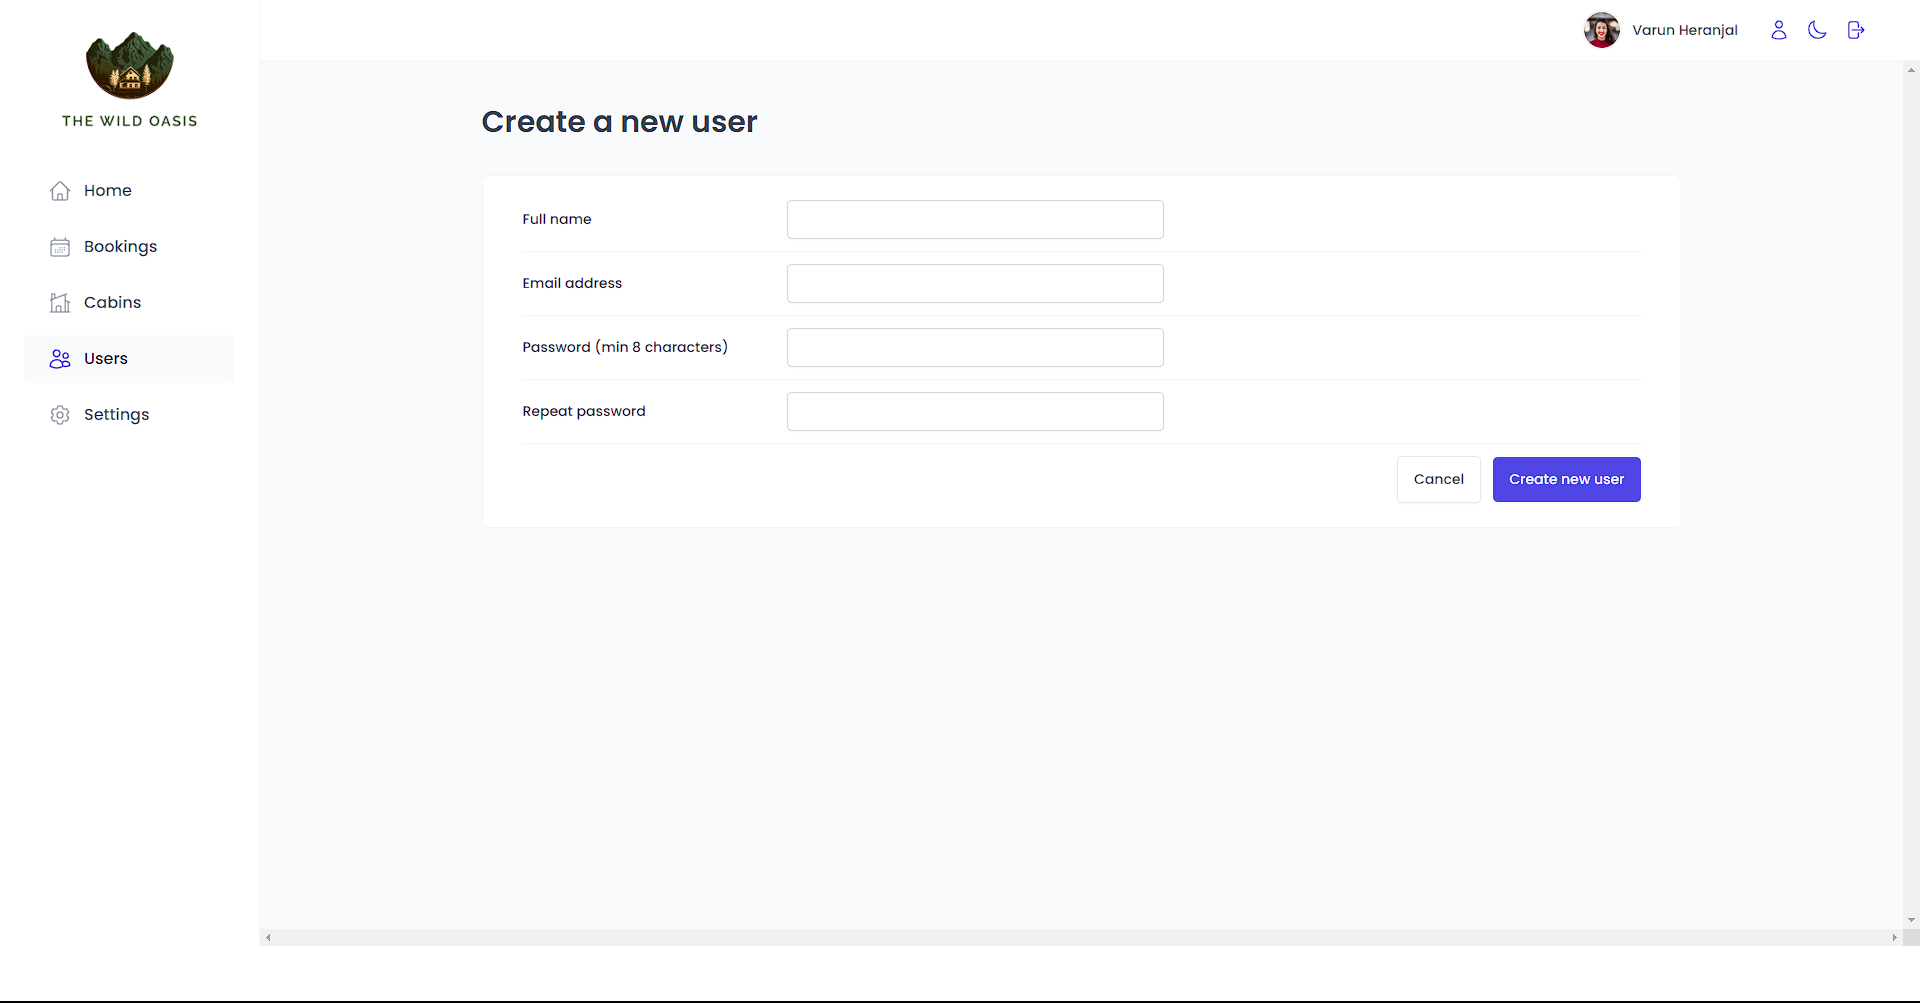 THE WILD OASIS
Home
Bookings
Cabins
Users
Settings
Varun Heranjal
Create a new user
Full name
Email address
Password (min 8 characters)
Repeat password
Cancel
Create new user